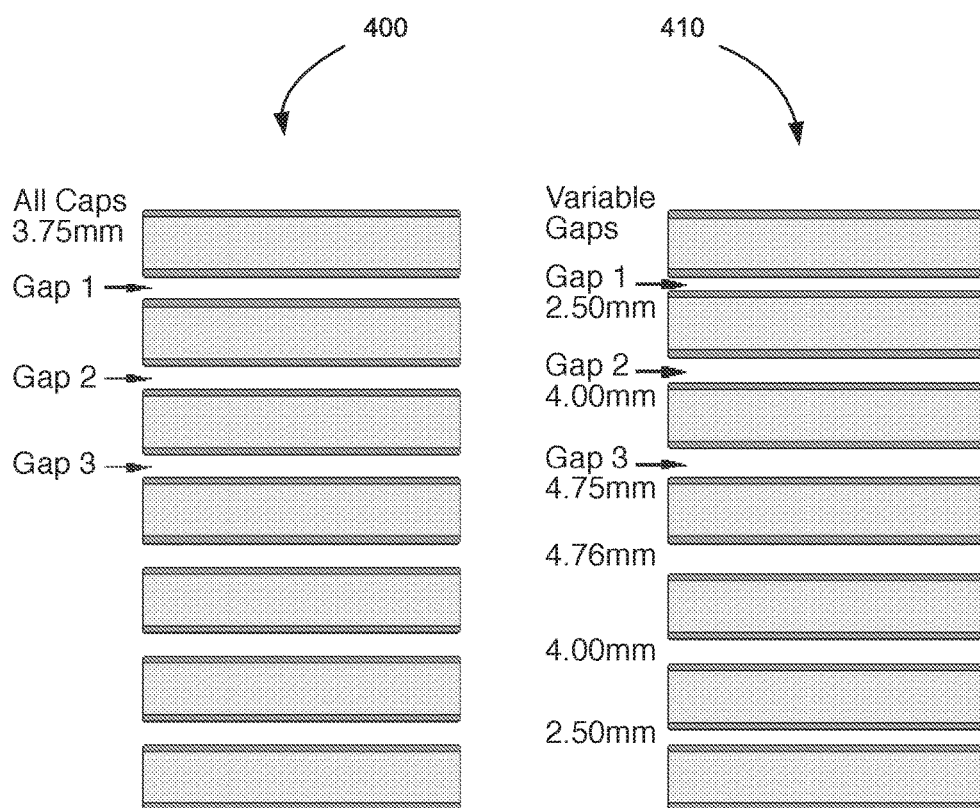 400
410
All Caps
3.75mm
Gap 1
Gap 2
Gap 3
Variable
Gaps
Gap 1
2.50mm
Gap 2
4.00mm
Gap 3
4.75mm
4.76mm
4.00mm
2.50mm